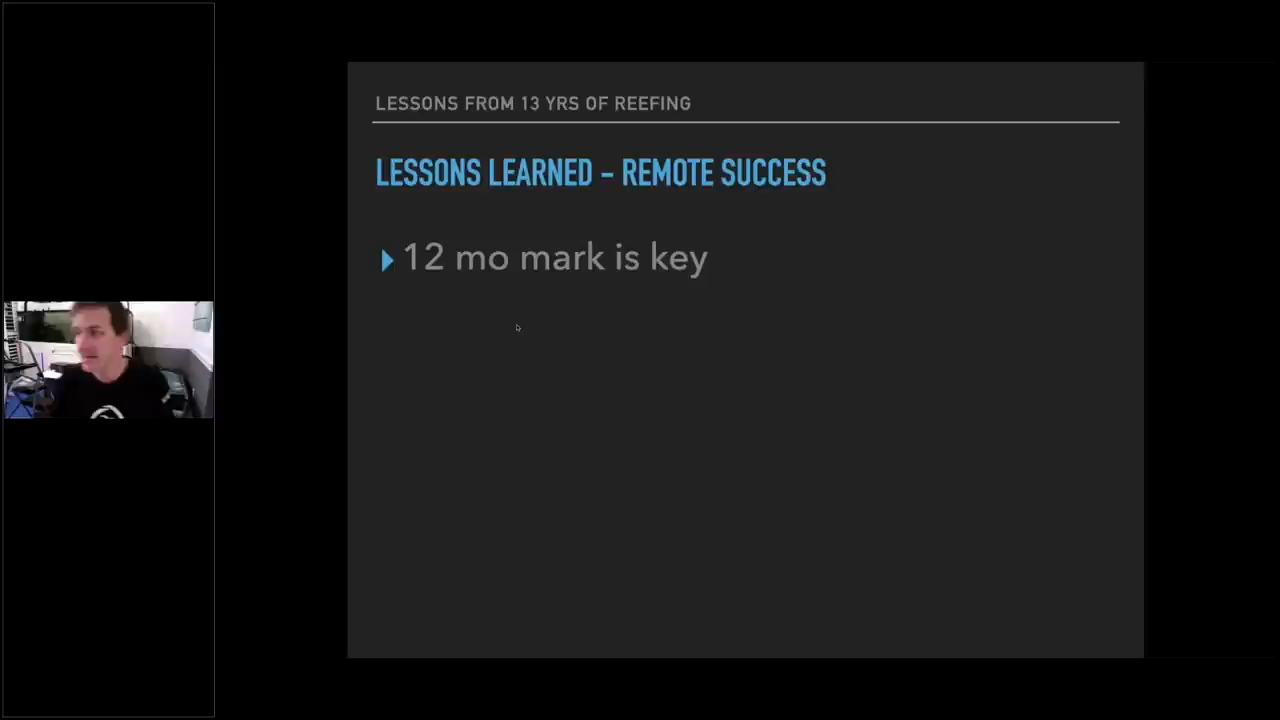 LESSONS FROM 13 YRS OF REEFING
LESSONS LEARNED - REMOTE SUCCESS
12 mo mark is key